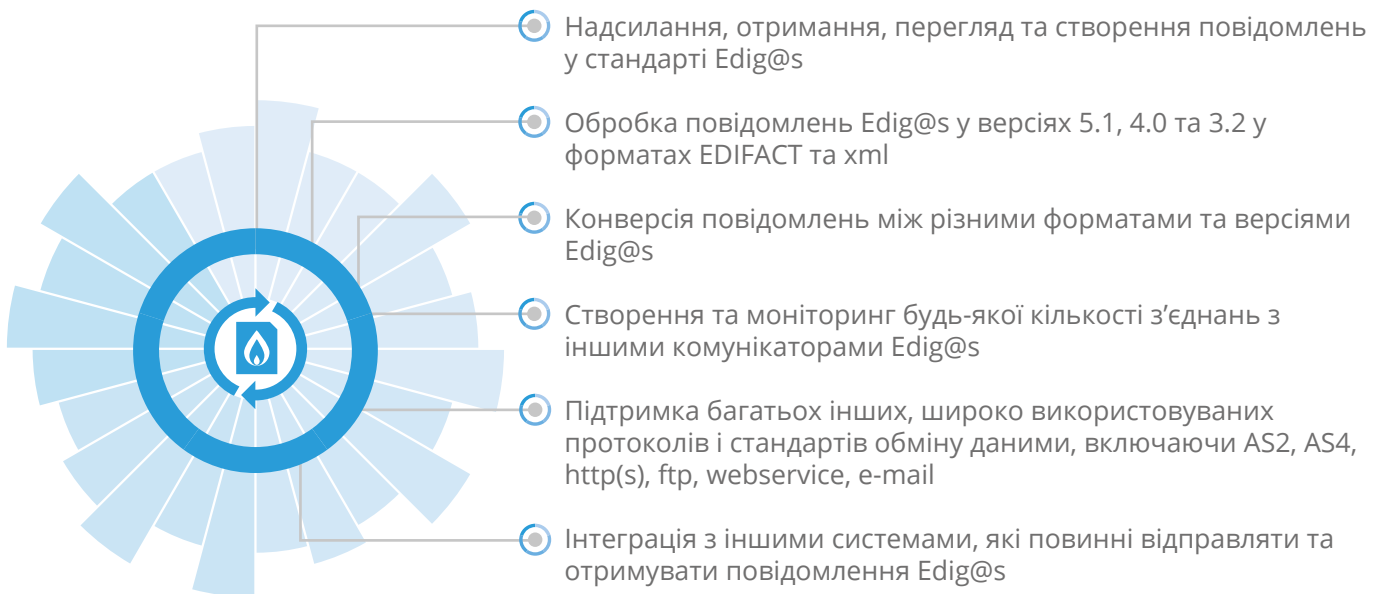 Надсилання, отримання, перегляд та створення повідомлень
у стандарті Edig@s
Обробка повідомлень Edig@s у версіях 5.1, 4.0 та 3.2 у
форматах EDIFACT та xml
Конверсія повідомлень між різними форматами та версіями
Edig@s
Створення та моніторинг будь-якої кількості з’єднань з
іншими комунікаторами Edig@s
Підтримка багатьох інших, широко використовуваних
протоколів і стандартів обміну даними, включаючи AS2, AS4,
http(s), ftp, webservice, e-mail
Інтеграція з іншими системами, які повинні відправляти та
отримувати повідомлення Edig@s